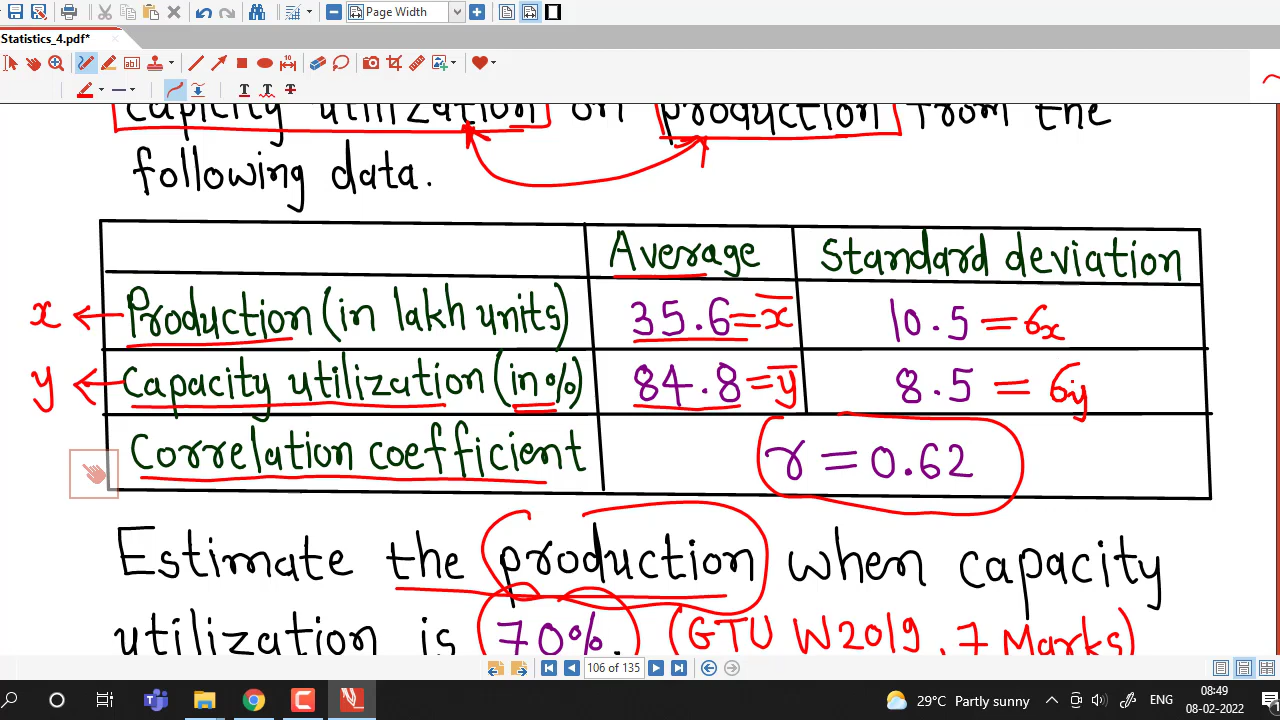 Page Width
Statistics_4.pdf*
capicity utilization on production from the
following data.
Average Standard deviation
x ← Production (in lakh units) 35.6 = x̄ 10.5 = σx
y ← Capacity utilization (in %) 84.8 = ȳ 8.5 = σy
Correlation coefficient r = 0.62
Estimate the production when capacity
utilization is 70%. (GTU W2019, 7 Marks)
106 of 135
29°C Partly sunny ENG 08:49
08-02-2022